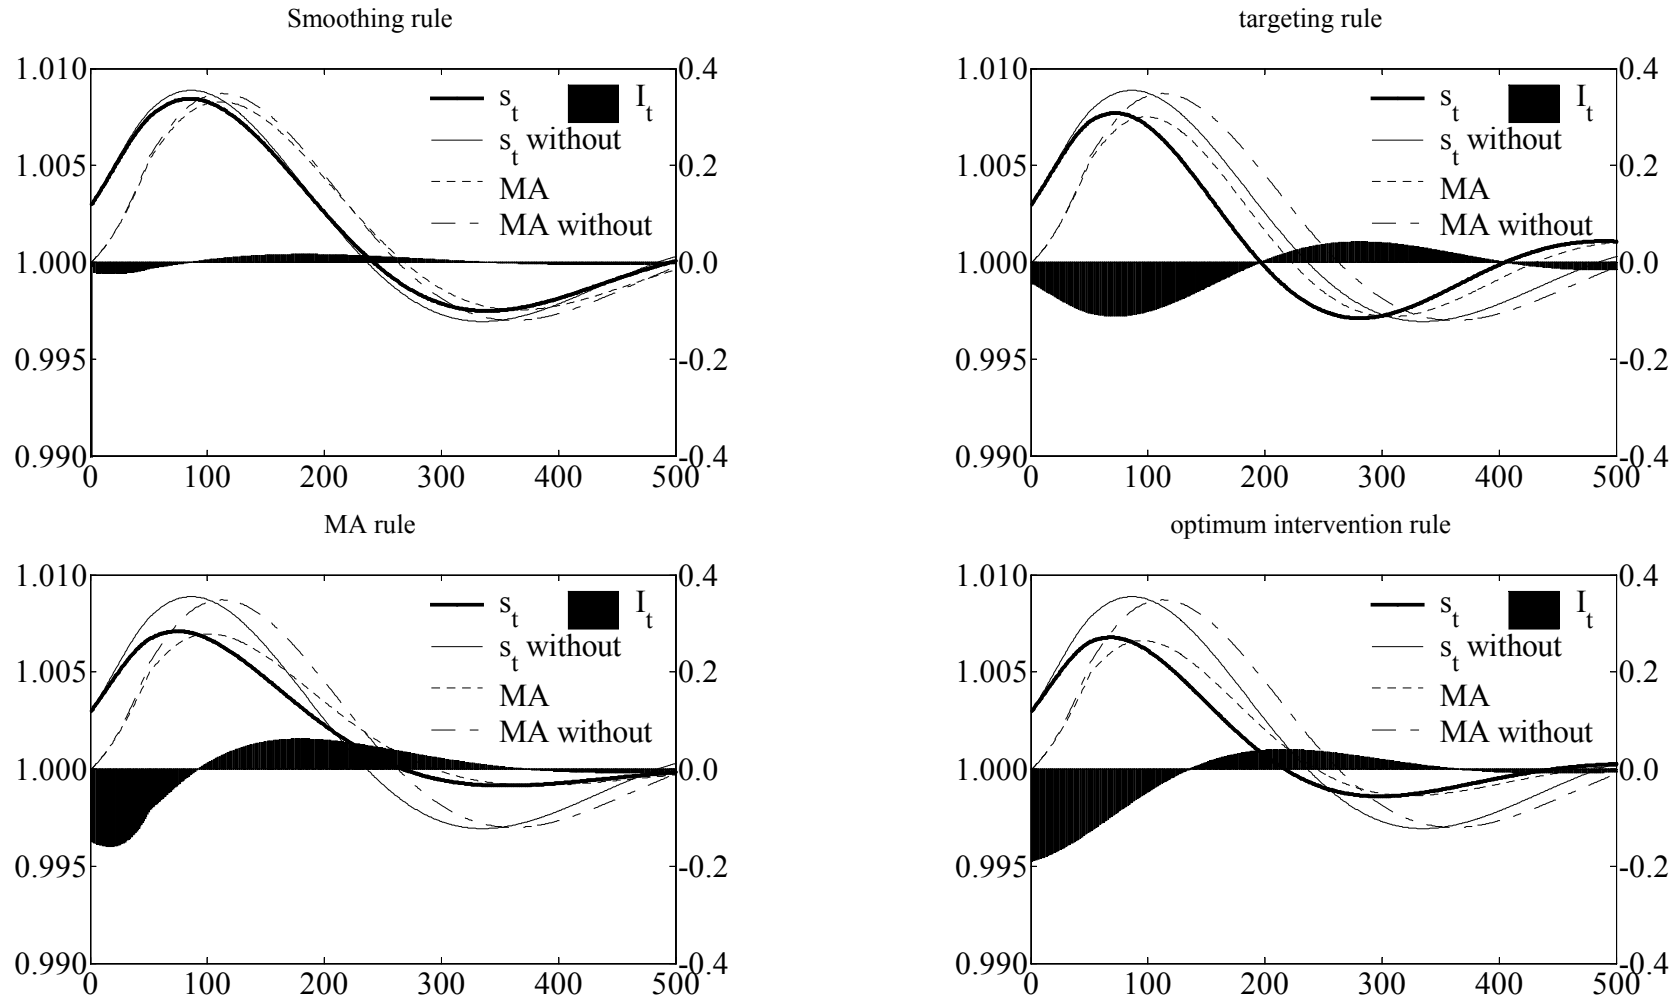 Smoothing rule
1.010 0.4
s_t I_t
s_t without
1.005 0.2
MA
MA without
1.000 0.0
0.995 -0.2
0.990 -0.4
0 100 200 300 400 500
targeting rule
1.010 0.4
s_t I_t
s_t without
1.005 0.2
MA
MA without
1.000 0.0
0.995 -0.2
0.990 -0.4
0 100 200 300 400 500
MA rule
1.010 0.4
s_t I_t
s_t without
1.005 0.2
MA
MA without
1.000 0.0
0.995 -0.2
0.990 -0.4
0 100 200 300 400 500
optimum intervention rule
1.010 0.4
s_t I_t
s_t without
1.005 0.2
MA
MA without
1.000 0.0
0.995 -0.2
0.990 -0.4
0 100 200 300 400 500